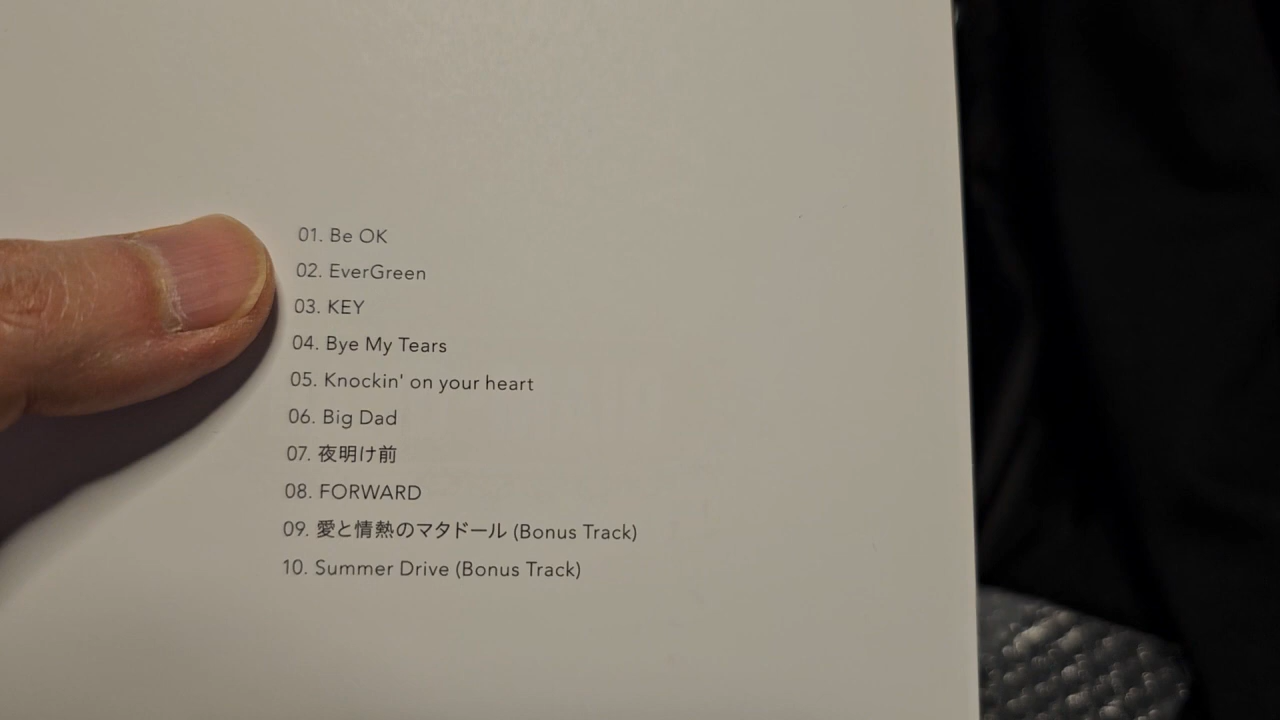 01. Be OK
02. EverGreen
03. KEY
04. Bye My Tears
05. Knockin' on your heart
06. Big Dad
07. 夜明け前
08. FORWARD
09. 愛と情熱のマタドール (Bonus Track)
10. Summer Drive (Bonus Track)